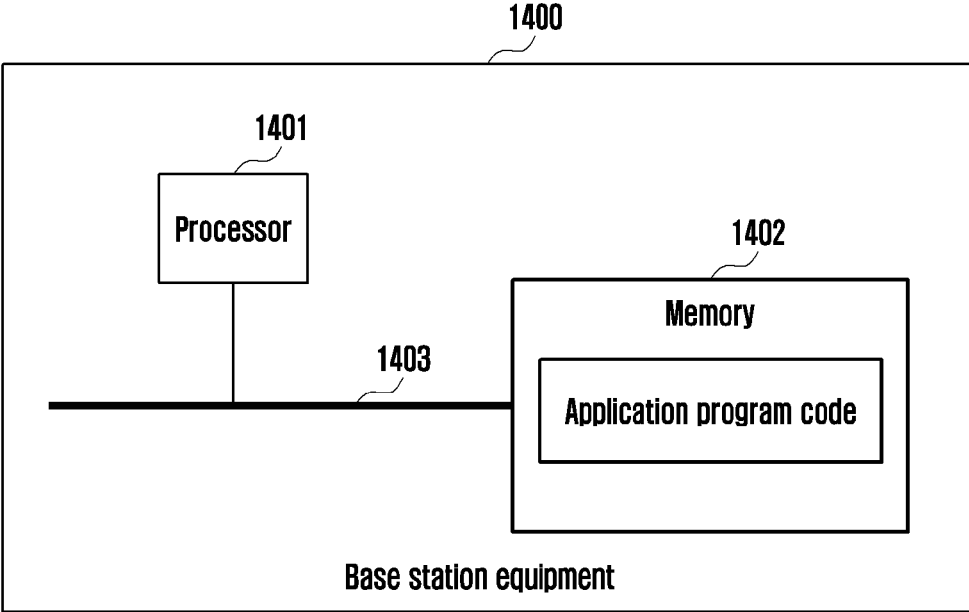 1400
1401
Processor
1402
Memory
1403
Application program code
Base station equipment